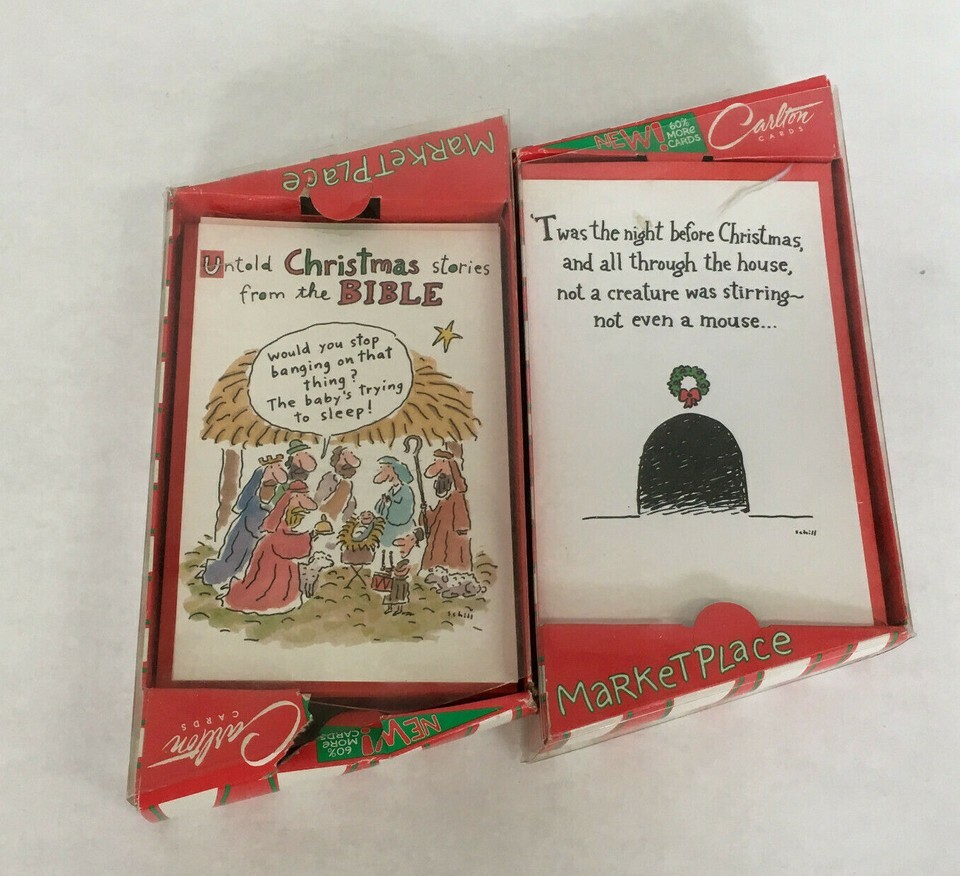 MaRKeTPLace
Untold Christmas stories
from the BIBLE
Would you stop
banging on that
thing?
The baby's trying
to sleep!
schill
Carlton
CARDS
NEW!
60%
MORe
CARDS
NEW!
60%
MORe
CARDS
Carlton
CARDS
'Twas the night before Christmas,
and all through the house,
not a creature was stirring~
not even a mouse...
schill
MaRKeTPLace